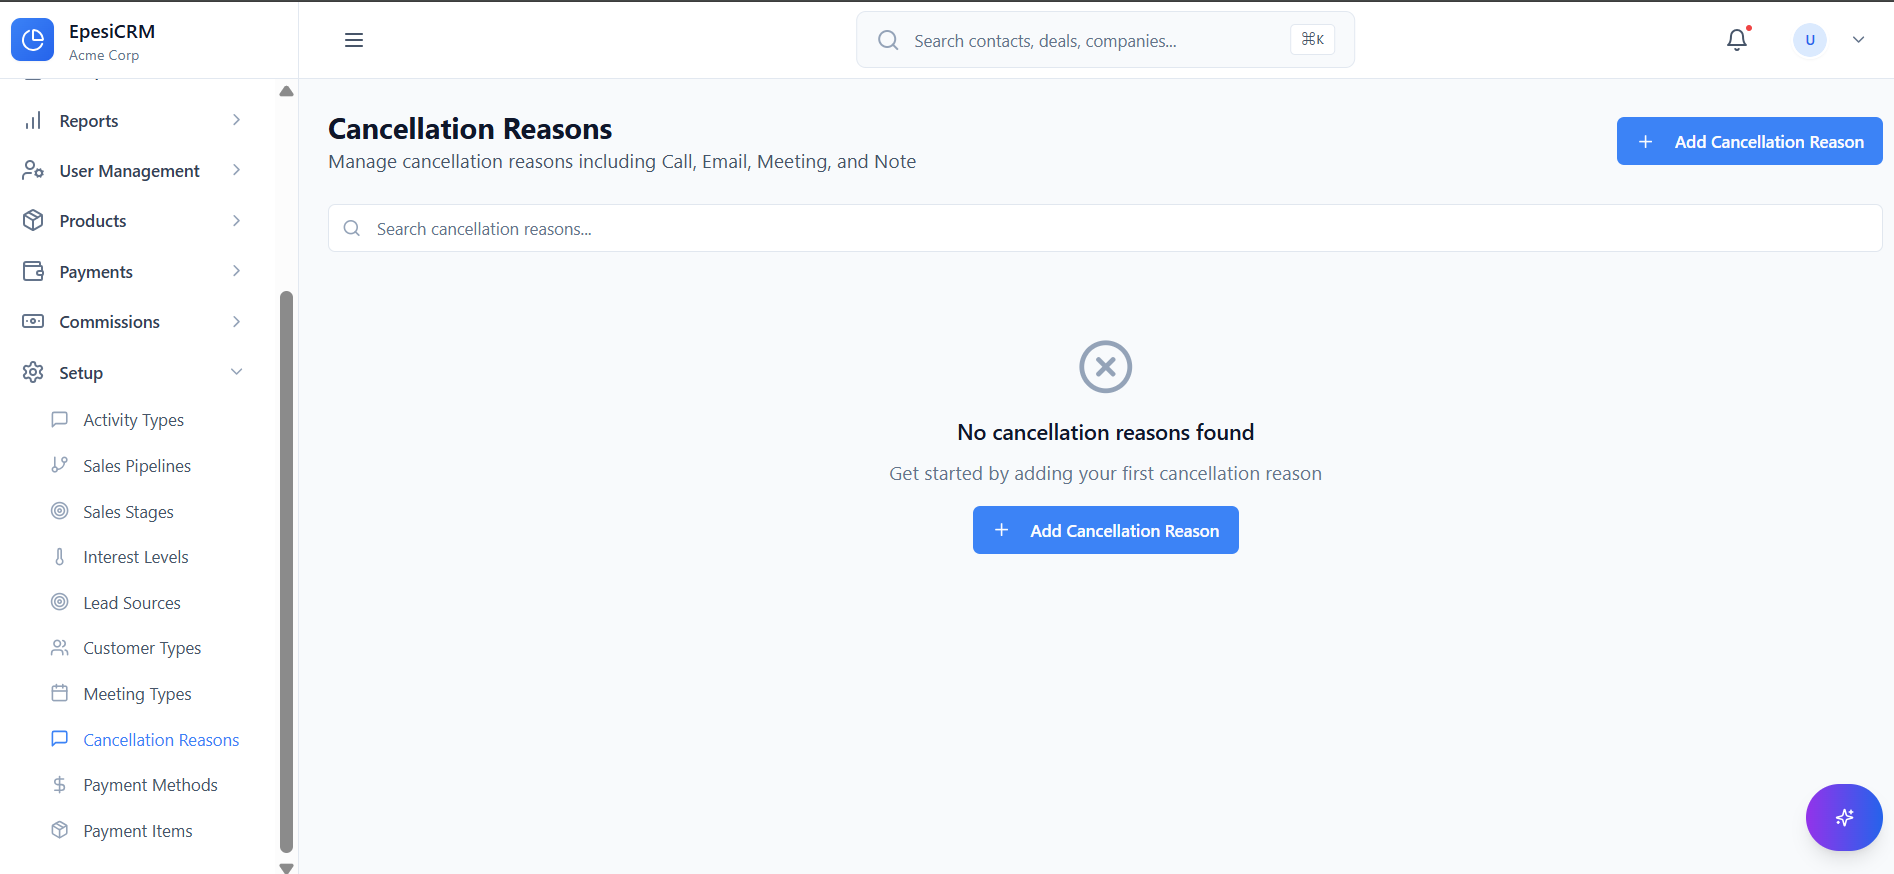 EpesiCRM
Acme Corp
Search contacts, deals, companies...
⌘K
U
Reports
User Management
Products
Payments
Commissions
Setup
Activity Types
Sales Pipelines
Sales Stages
Interest Levels
Lead Sources
Customer Types
Meeting Types
Cancellation Reasons
Payment Methods
Payment Items
Cancellation Reasons
Manage cancellation reasons including Call, Email, Meeting, and Note
Add Cancellation Reason
Search cancellation reasons...
No cancellation reasons found
Get started by adding your first cancellation reason
Add Cancellation Reason